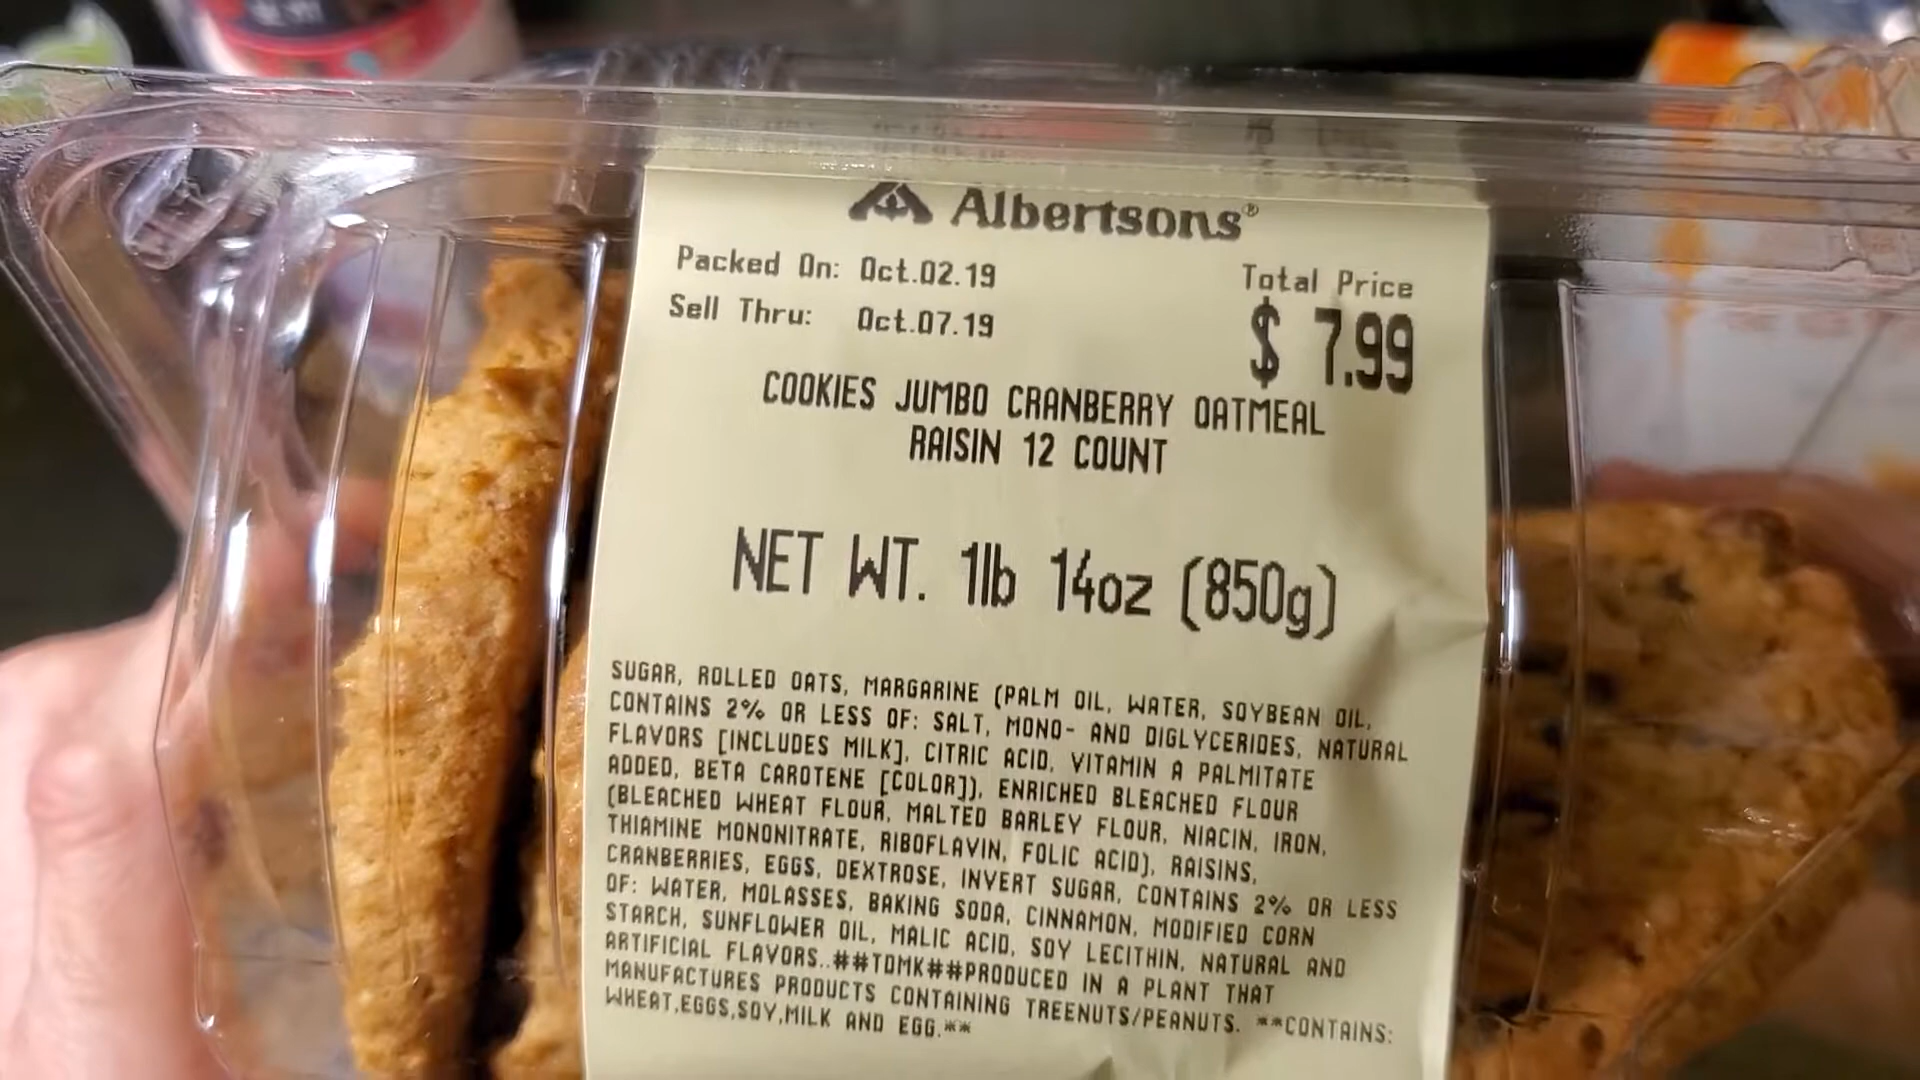 Albertsons®
Packed On: Oct.02.19
Sell Thru: Oct.07.19
Total Price
$ 7.99
COOKIES JUMBO CRANBERRY OATMEAL
RAISIN 12 COUNT
NET WT. 1lb 14oz (850g)
SUGAR, ROLLED OATS, MARGARINE (PALM OIL, WATER, SOYBEAN OIL,
CONTAINS 2% OR LESS OF: SALT, MONO- AND DIGLYCERIDES, NATURAL
FLAVORS [INCLUDES MILK], CITRIC ACID, VITAMIN A PALMITATE
ADDED, BETA CAROTENE [COLOR]), ENRICHED BLEACHED FLOUR
(BLEACHED WHEAT FLOUR, MALTED BARLEY FLOUR, NIACIN, IRON,
THIAMINE MONONITRATE, RIBOFLAVIN, FOLIC ACID), RAISINS,
CRANBERRIES, EGGS, DEXTROSE, INVERT SUGAR, CONTAINS 2% OR LESS
OF: WATER, MOLASSES, BAKING SODA, CINNAMON, MODIFIED CORN
STARCH, SUNFLOWER OIL, MALIC ACID, SOY LECITHIN, NATURAL AND
ARTIFICIAL FLAVORS..##TDMK##PRODUCED IN A PLANT THAT
MANUFACTURES PRODUCTS CONTAINING TREENUTS/PEANUTS. **CONTAINS:
WHEAT,EGGS,SOY,MILK AND EGG.**